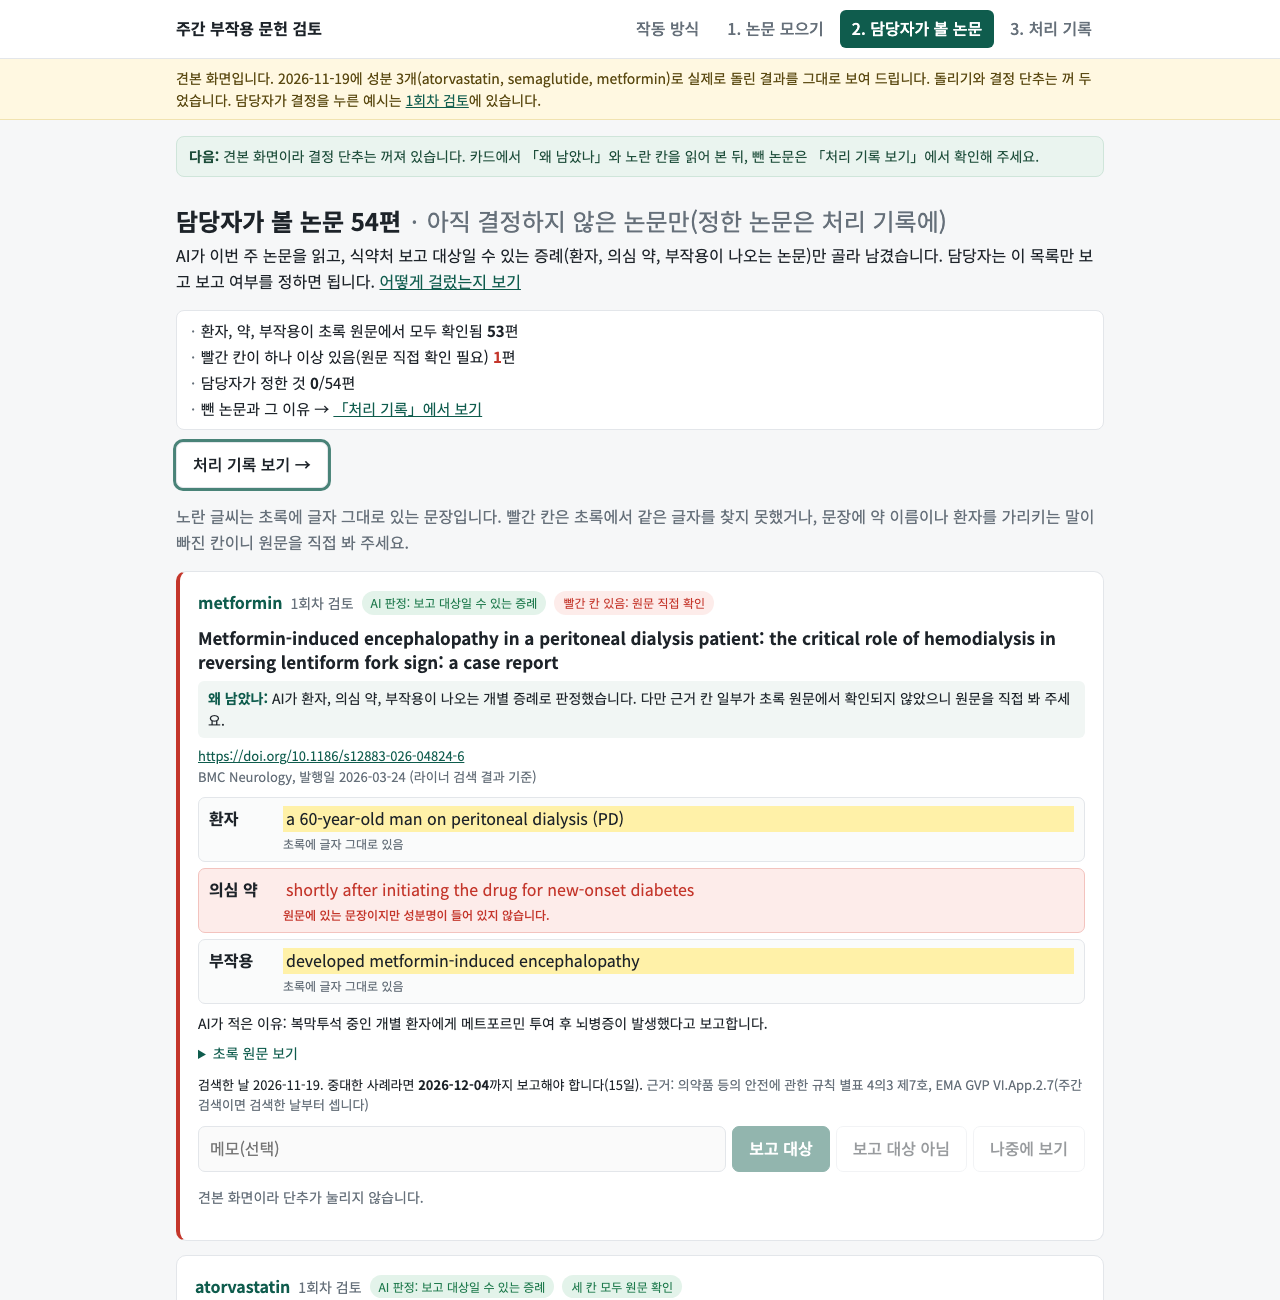 주간 부작용 문헌 검토
작동 방식
1. 논문 모으기
2. 담당자가 볼 논문
3. 처리 기록
견본 화면입니다. 2026-11-19에 성분 3개(atorvastatin, semaglutide, metformin)로 실제로 돌린 결과를 그대로 보여 드립니다. 돌리기와 결정 단추는 꺼 두
었습니다. 담당자가 결정을 누른 예시는 1회차 검토에 있습니다.
다음: 견본 화면이라 결정 단추는 꺼져 있습니다. 카드에서 「왜 남았나」와 노란 칸을 읽어 본 뒤, 뺀 논문은 「처리 기록 보기」에서 확인해 주세요.
담당자가 볼 논문 54편 · 아직 결정하지 않은 논문만(정한 논문은 처리 기록에)
AI가 이번 주 논문을 읽고, 식약처 보고 대상일 수 있는 증례(환자, 의심 약, 부작용이 나오는 논문)만 골라 남겼습니다. 담당자는 이 목록만 보
고 보고 여부를 정하면 됩니다. 어떻게 걸렀는지 보기
· 환자, 약, 부작용이 초록 원문에서 모두 확인됨 53편
· 빨간 칸이 하나 이상 있음(원문 직접 확인 필요) 1편
· 담당자가 정한 것 0/54편
· 뺀 논문과 그 이유 → 「처리 기록」에서 보기
처리 기록 보기 →
노란 글씨는 초록에 글자 그대로 있는 문장입니다. 빨간 칸은 초록에서 같은 글자를 찾지 못했거나, 문장에 약 이름이나 환자를 가리키는 말이
빠진 칸이니 원문을 직접 봐 주세요.
metformin 1회차 검토 AI 판정: 보고 대상일 수 있는 증례 빨간 칸 있음: 원문 직접 확인
Metformin-induced encephalopathy in a peritoneal dialysis patient: the critical role of hemodialysis in
reversing lentiform fork sign: a case report
왜 남았나: AI가 환자, 의심 약, 부작용이 나오는 개별 증례로 판정했습니다. 다만 근거 칸 일부가 초록 원문에서 확인되지 않았으니 원문을 직접 봐 주세
요.
https://doi.org/10.1186/s12883-026-04824-6
BMC Neurology, 발행일 2026-03-24 (라이너 검색 결과 기준)
환자 a 60-year-old man on peritoneal dialysis (PD)
초록에 글자 그대로 있음
의심 약 shortly after initiating the drug for new-onset diabetes
원문에 있는 문장이지만 성분명이 들어 있지 않습니다.
부작용 developed metformin-induced encephalopathy
초록에 글자 그대로 있음
AI가 적은 이유: 복막투석 중인 개별 환자에게 메트포르민 투여 후 뇌병증이 발생했다고 보고합니다.
▶ 초록 원문 보기
검색한 날 2026-11-19. 중대한 사례라면 2026-12-04까지 보고해야 합니다(15일). 근거: 의약품 등의 안전에 관한 규칙 별표 4의3 제7호, EMA GVP VI.App.2.7(주간
검색이면 검색한 날부터 셉니다)
메모(선택)
보고 대상
보고 대상 아님
나중에 보기
견본 화면이라 단추가 눌리지 않습니다.
atorvastatin 1회차 검토 AI 판정: 보고 대상일 수 있는 증례 세 칸 모두 원문 확인